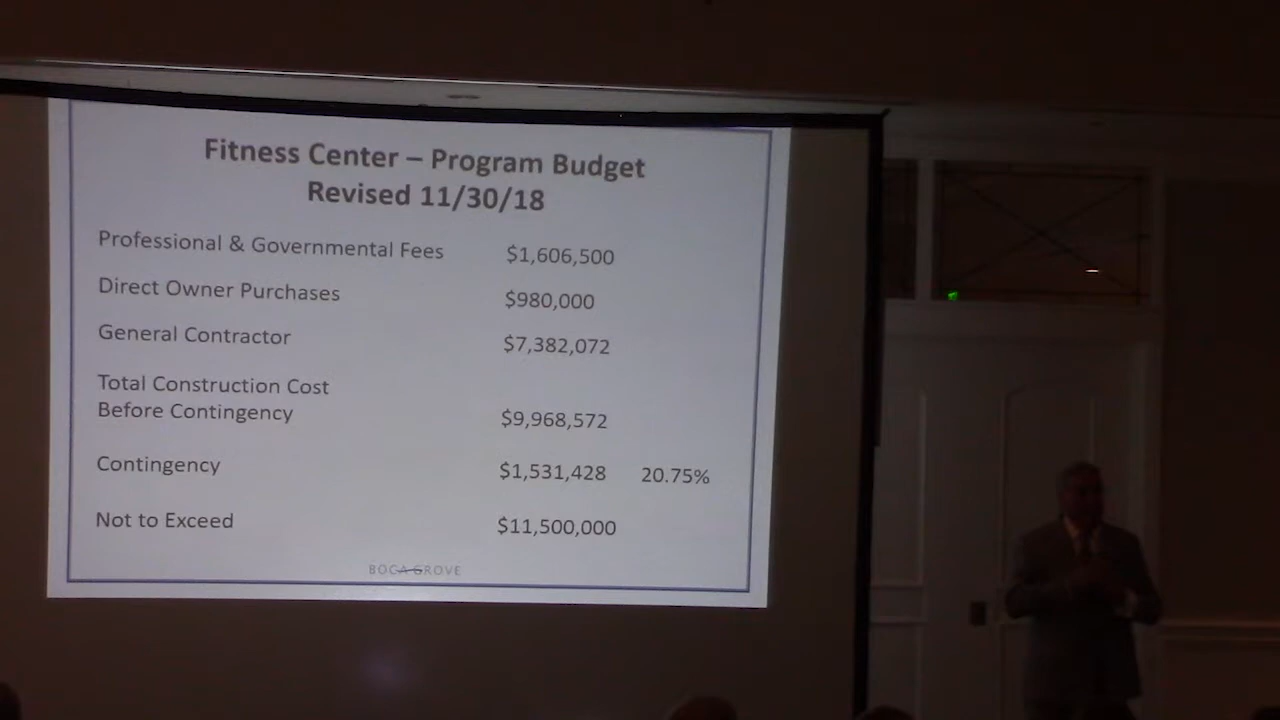 Fitness Center – Program Budget
Revised 11/30/18
Professional & Governmental Fees $1,606,500
Direct Owner Purchases $980,000
General Contractor $7,382,072
Total Construction Cost
Before Contingency $9,968,572
Contingency $1,531,428 20.75%
Not to Exceed $11,500,000
BOCA GROVE